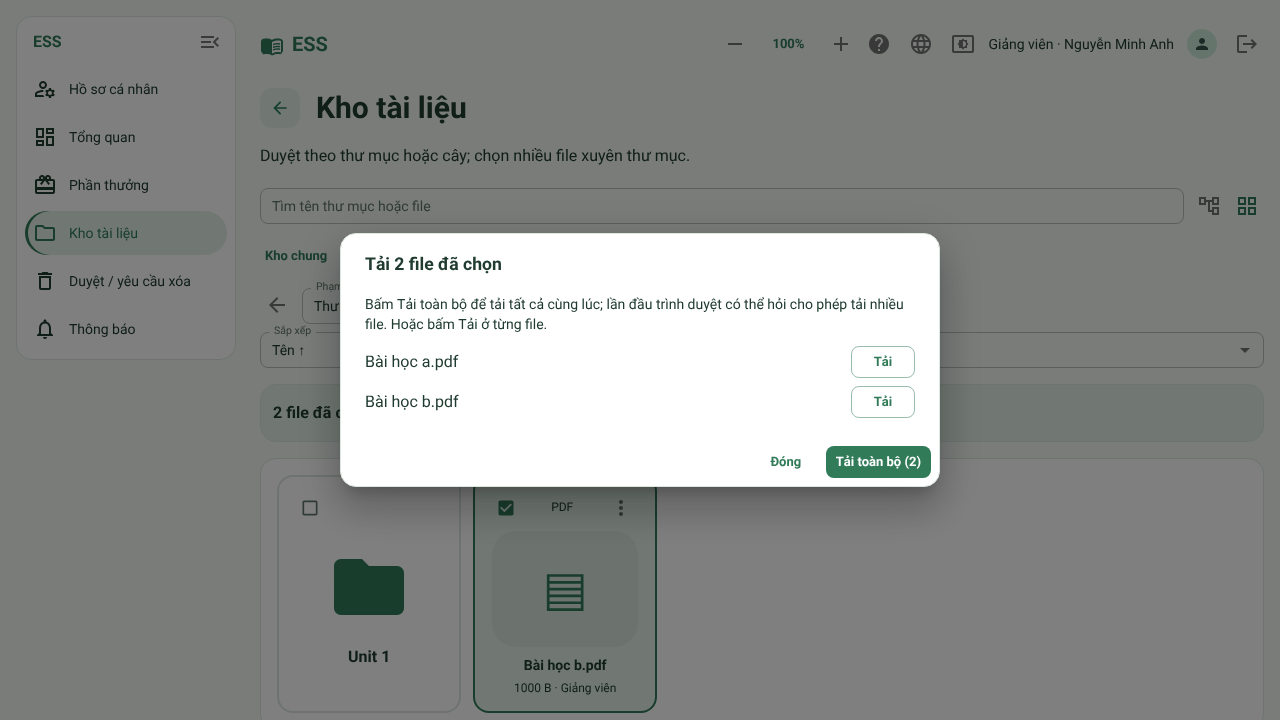 ESS
Hồ sơ cá nhân
Tổng quan
Phần thưởng
Kho tài liệu
Duyệt / yêu cầu xóa
Thông báo
ESS
100%
Giảng viên · Nguyễn Minh Anh
Kho tài liệu
Duyệt theo thư mục hoặc cây; chọn nhiều file xuyên thư mục.
Tìm tên thư mục hoặc file
Kho chung
Sắp xếp
Tên ↑
2 file đã
Tải 2 file đã chọn
Bấm Tải toàn bộ để tải tất cả cùng lúc; lần đầu trình duyệt có thể hỏi cho phép tải nhiều
file. Hoặc bấm Tải ở từng file.
Bài học a.pdf
Tải
Bài học b.pdf
Tải
Đóng
Tải toàn bộ (2)
Unit 1
PDF
Bài học b.pdf
1000 B · Giảng viên